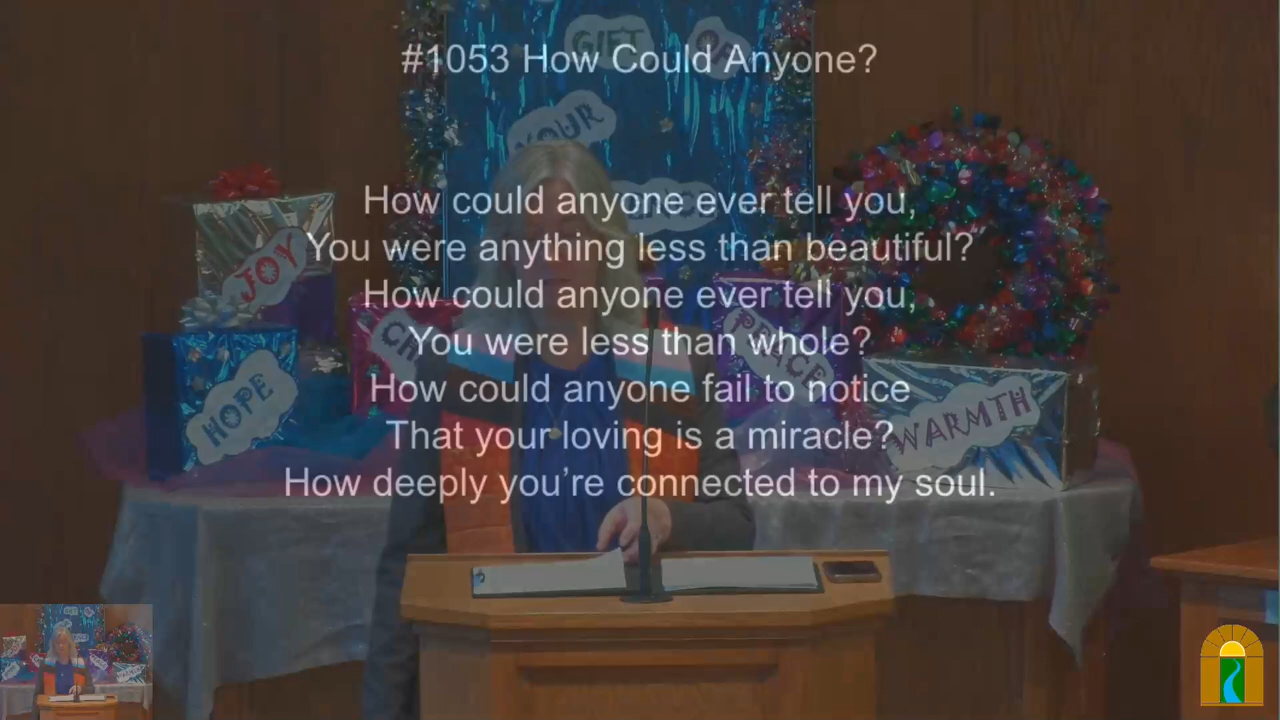 #1053 How Could Anyone?
GIFT OF
YOUR
How could anyone ever tell you,
You were anything less than beautiful?
How could anyone ever tell you,
You were less than whole?
How could anyone fail to notice
That your loving is a miracle?
How deeply you’re connected to my soul.
JOY
HOPE
PEACE
WARMTH